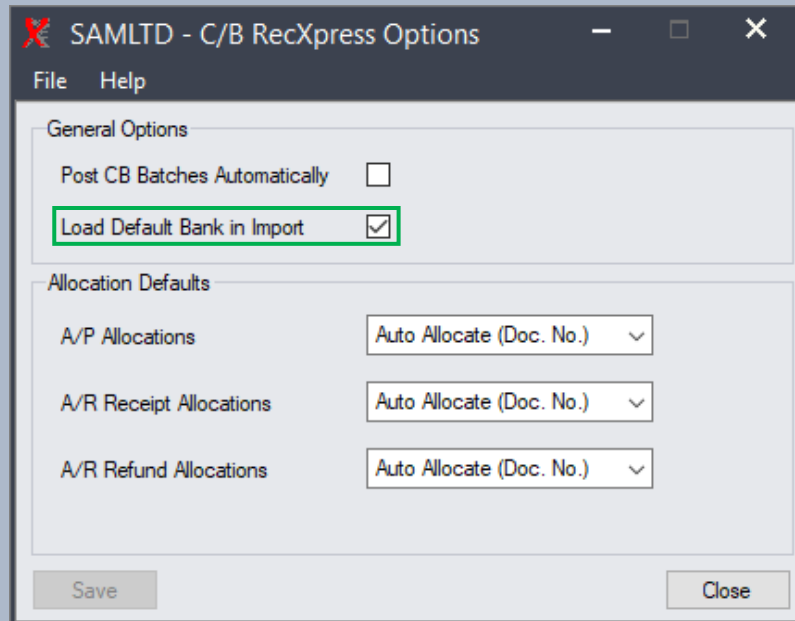 SAMLTD - C/B RecXpress Options
File Help
General Options
Post CB Batches Automatically
Load Default Bank in Import
Allocation Defaults
A/P Allocations Auto Allocate (Doc. No.)
A/R Receipt Allocations Auto Allocate (Doc. No.)
A/R Refund Allocations Auto Allocate (Doc. No.)
Save Close